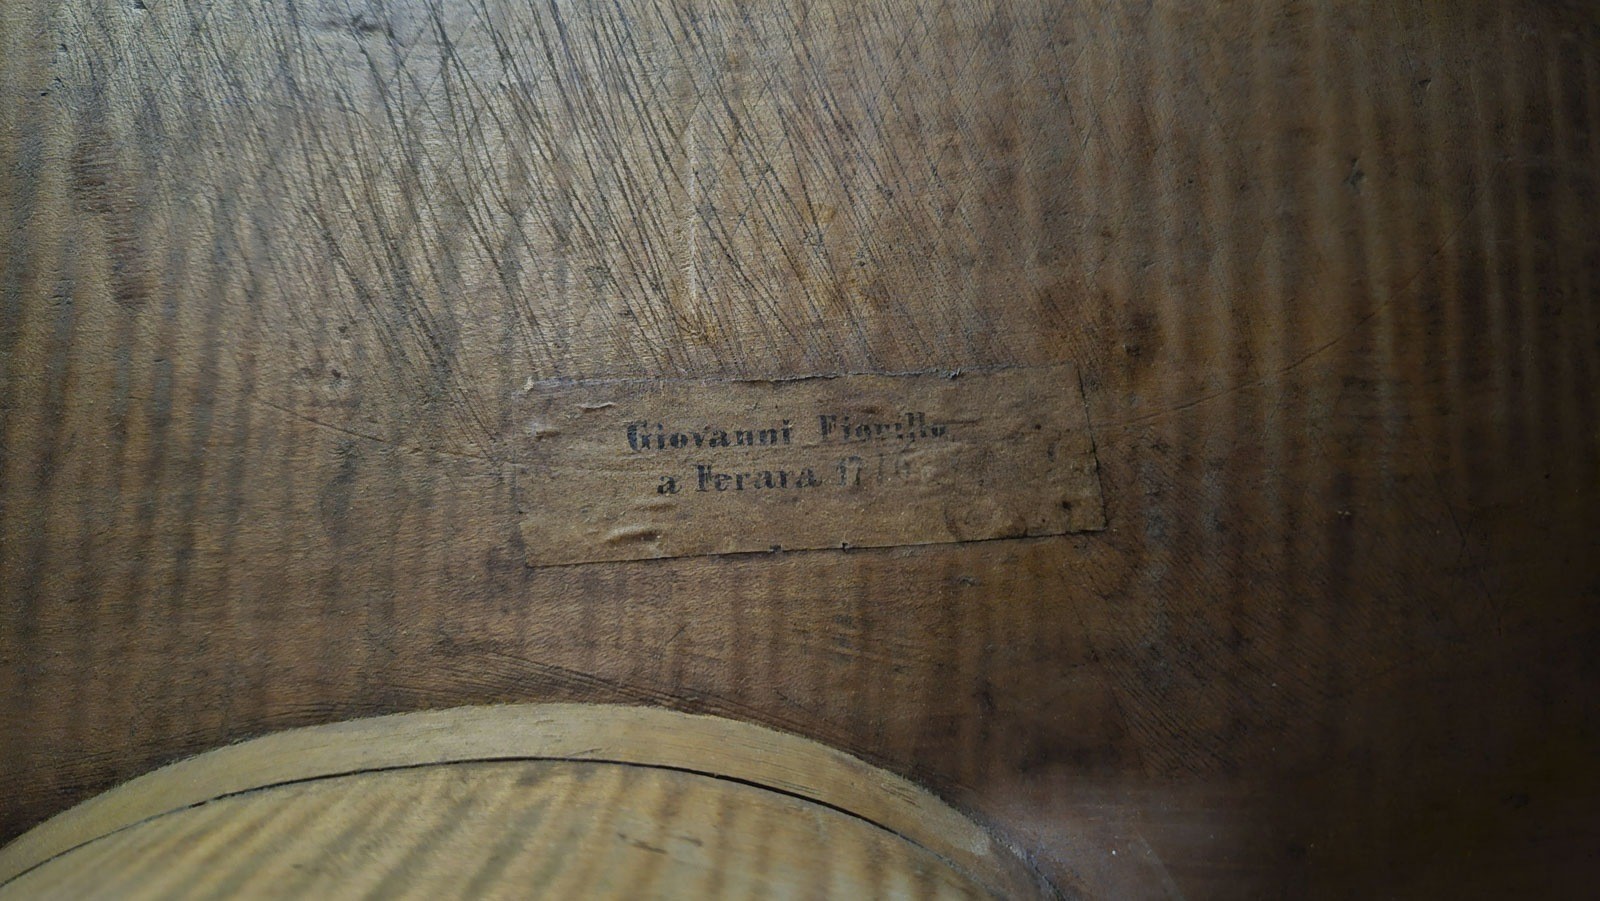 Giovanni Fiorillo
a Ferara 17